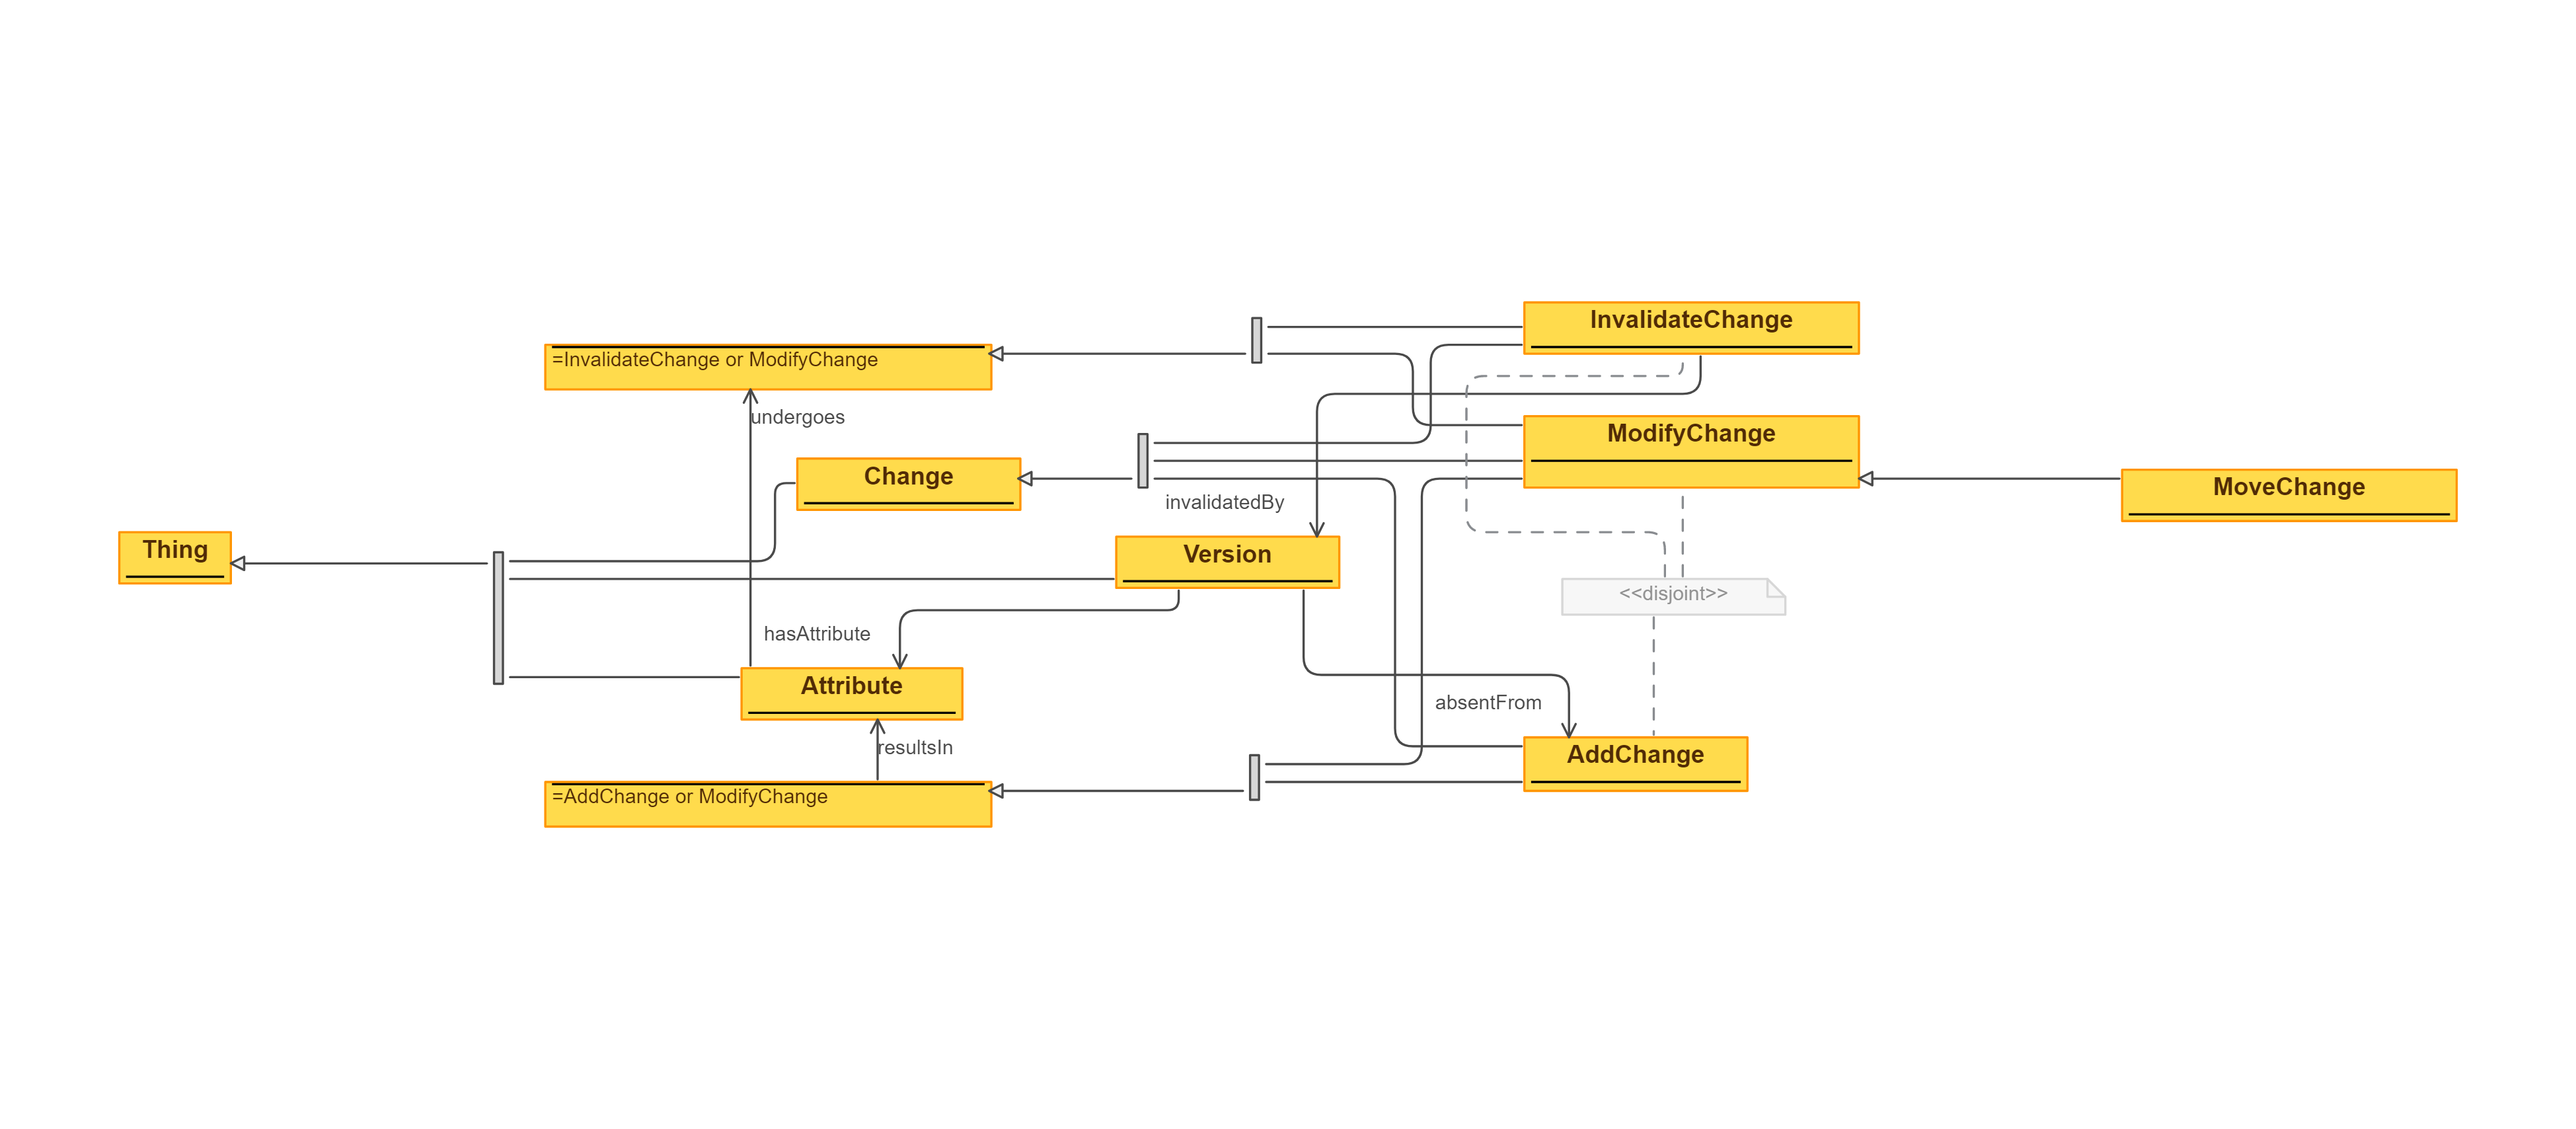 InvalidateChange
=InvalidateChange or ModifyChange
undergoes
ModifyChange
Change
MoveChange
invalidatedBy
Thing
Version
<<disjoint>>
hasAttribute
Attribute
absentFrom
resultsIn
AddChange
=AddChange or ModifyChange